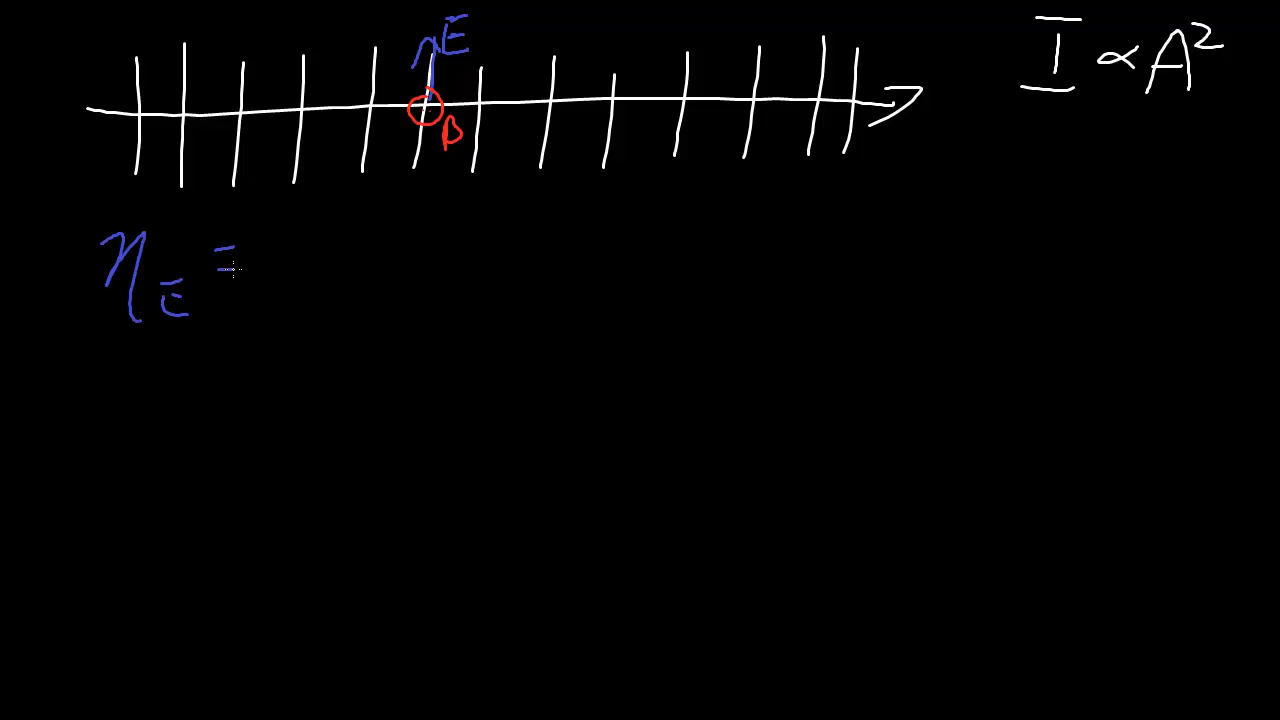 E
I ∝ A²
B
η_E =